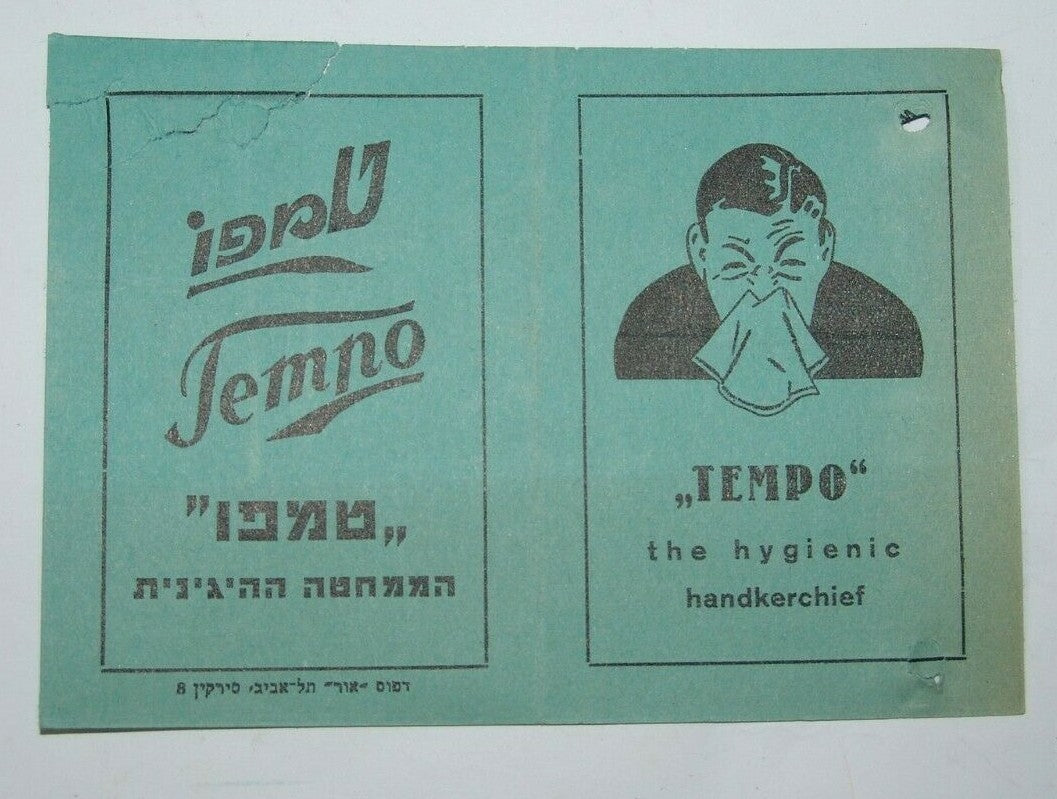 טמפו
Tempo
„טמפו”
הממחטה ההיגינית
דפוס „אור” תל־אביב, סירקין 8
„TEMPO“
the hygienic
handkerchief